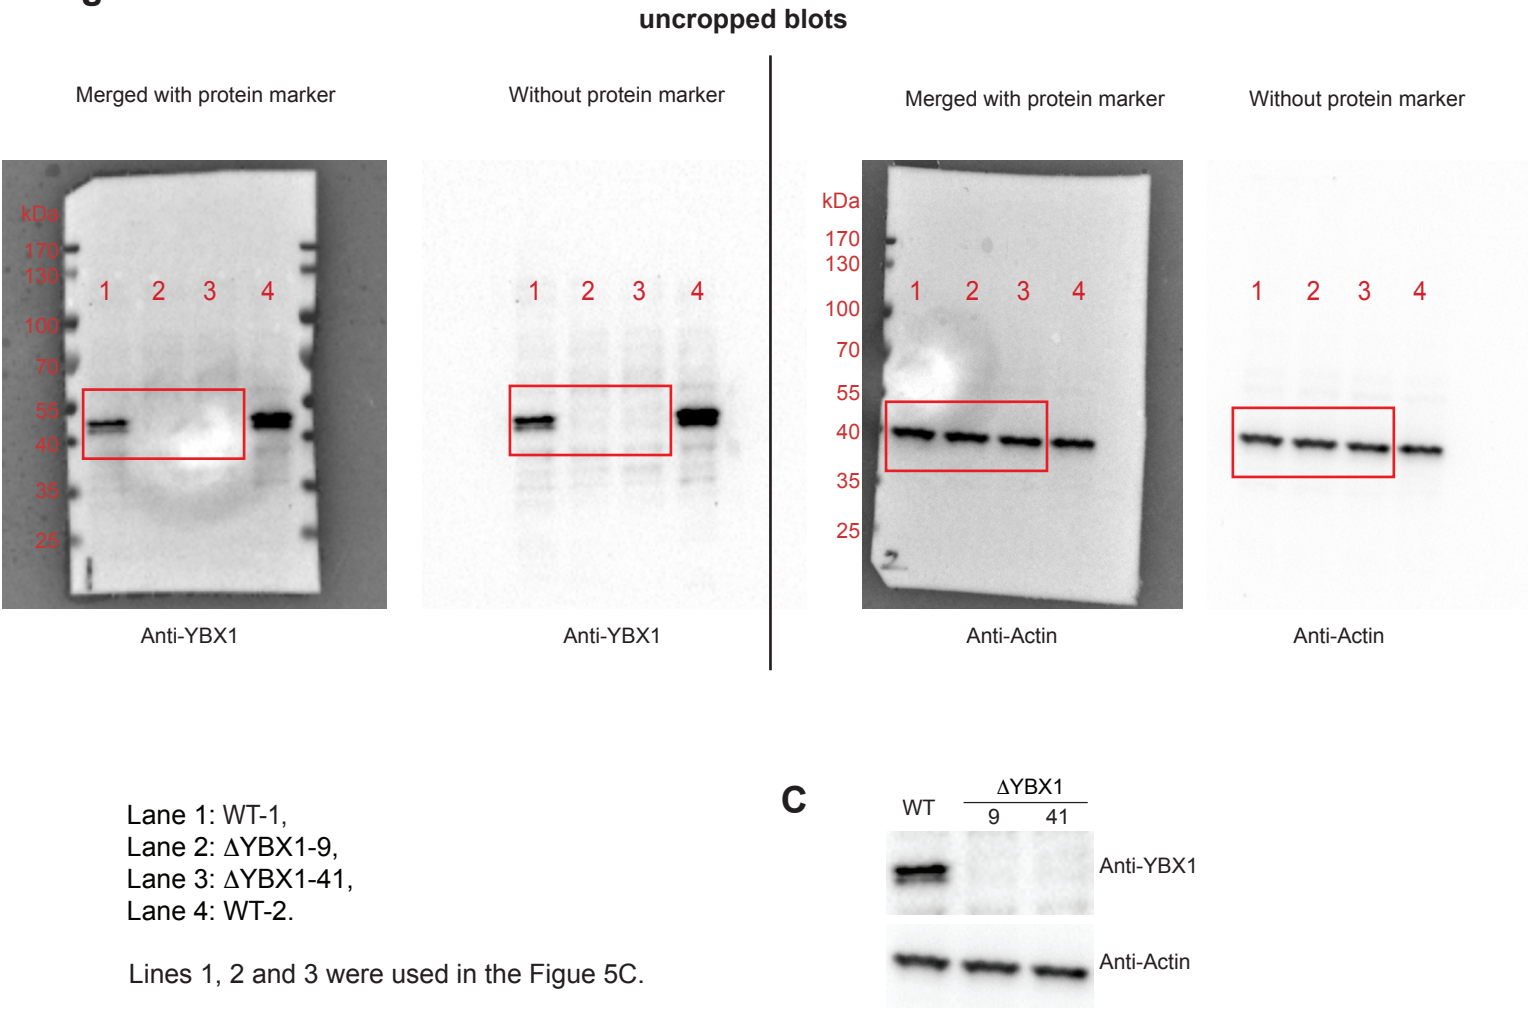 uncropped blots
Merged with protein marker
Without protein marker
Merged with protein marker
Without protein marker
kDa
170
130
100
70
55
40
35
25
1 2 3 4
1
Anti-YBX1
1 2 3 4
Anti-YBX1
kDa
170
130
100
70
55
40
35
25
1 2 3 4
2
Anti-Actin
1 2 3 4
Anti-Actin
Lane 1: WT-1,
Lane 2: ΔYBX1-9,
Lane 3: ΔYBX1-41,
Lane 4: WT-2.
Lines 1, 2 and 3 were used in the Figue 5C.
C
WT
ΔYBX1
9 41
Anti-YBX1
Anti-Actin